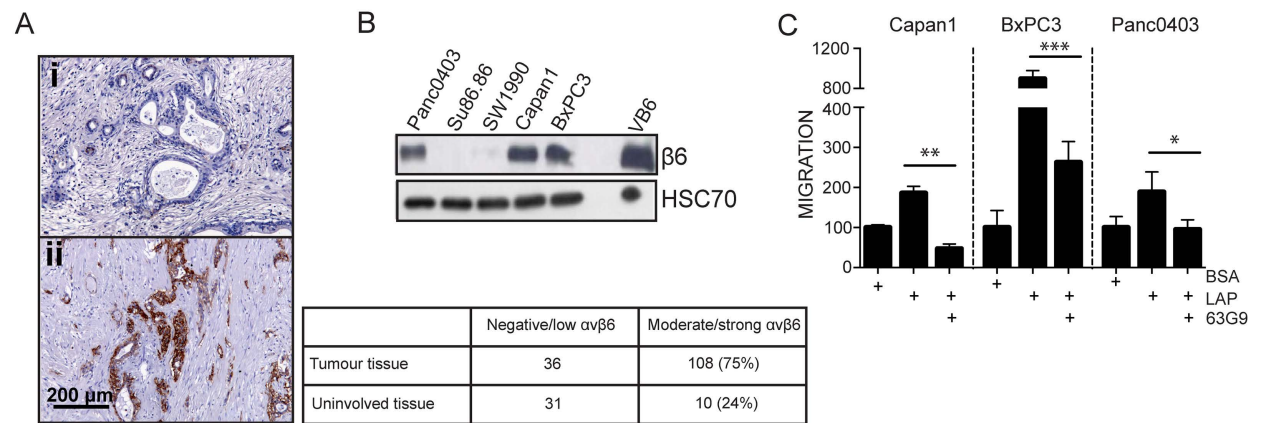 A
i
ii
200 µm
B
Panc0403
Su86.86
SW1990
Capan1
BxPC3
VB6
β6
HSC70
Negative/low αvβ6
Moderate/strong αvβ6
Tumour tissue
36
108 (75%)
Uninvolved tissue
31
10 (24%)
C
Capan1
BxPC3
Panc0403
MIGRATION
1200
800
400
300
200
100
0
**
***
*
+ + + BSA
+ + + + + + LAP
+ + + 63G9